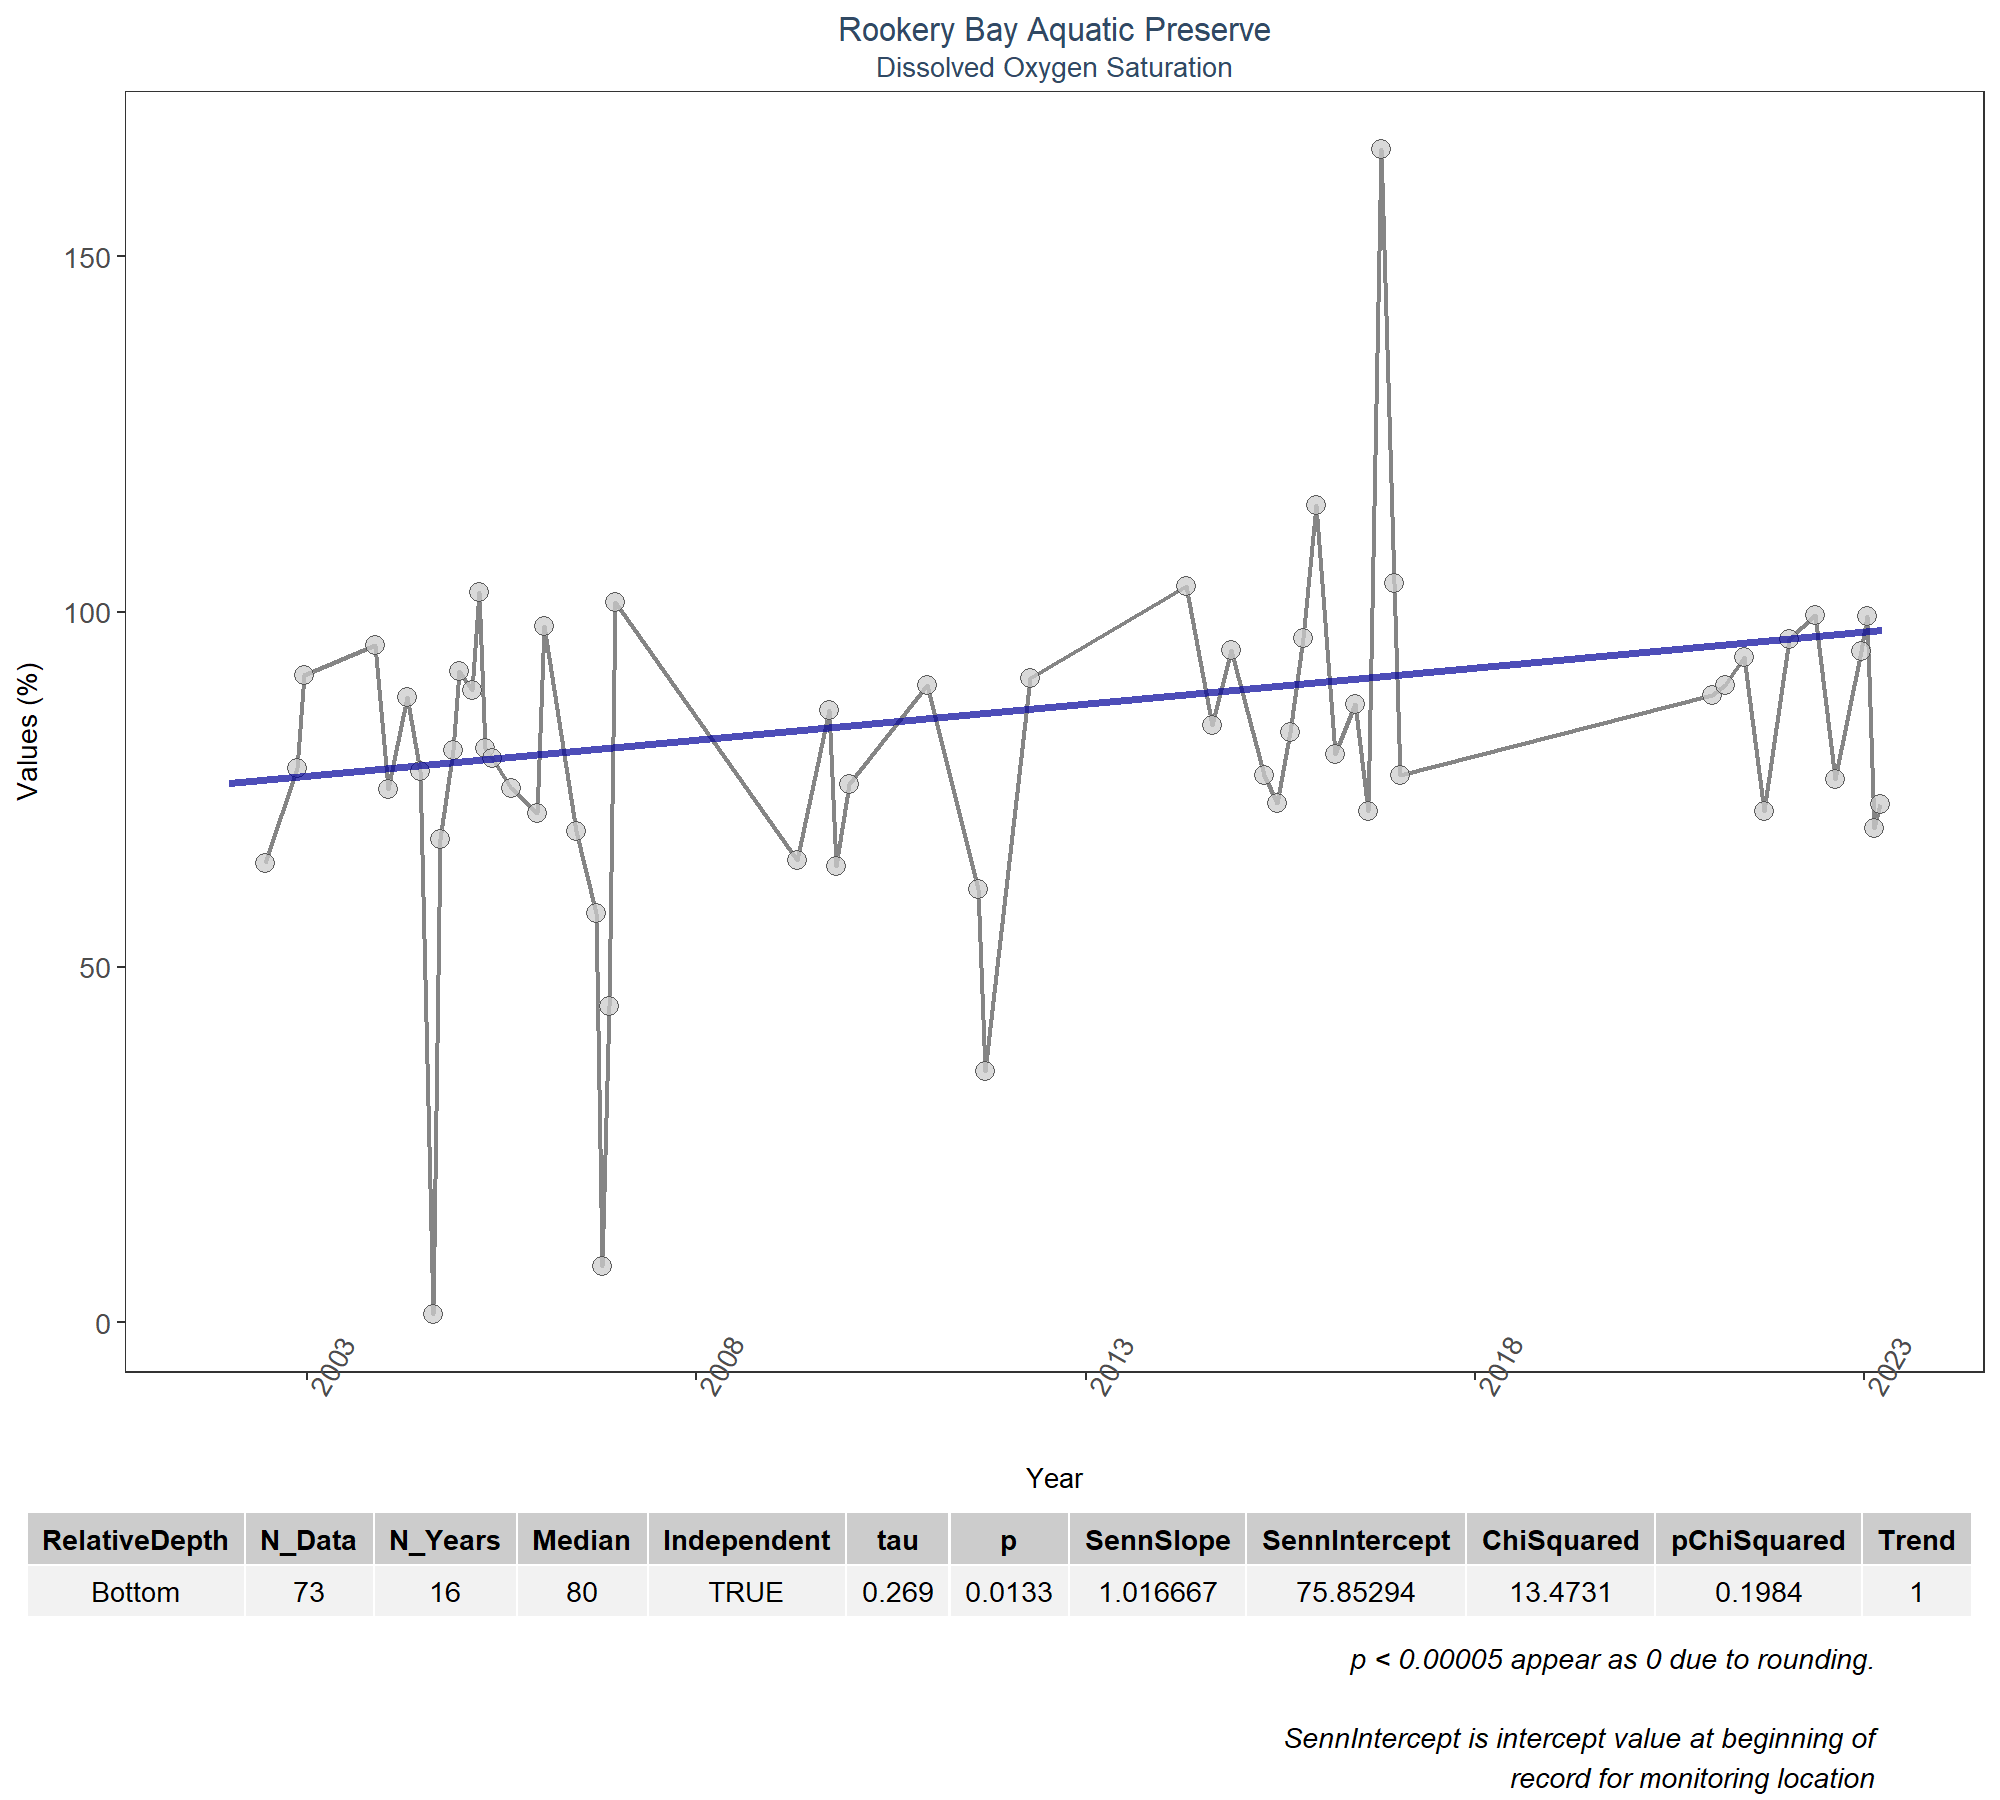 Rookery Bay Aquatic Preserve
Dissolved Oxygen Saturation
Values (%)
150
100
50
0
2003
2008
2013
2018
2023
Year
RelativeDepth N_Data N_Years Median Independent tau p SennSlope SennIntercept ChiSquared pChiSquared Trend
Bottom 73 16 80 TRUE 0.269 0.0133 1.016667 75.85294 13.4731 0.1984 1
p < 0.00005 appear as 0 due to rounding.
SennIntercept is intercept value at beginning of
record for monitoring location